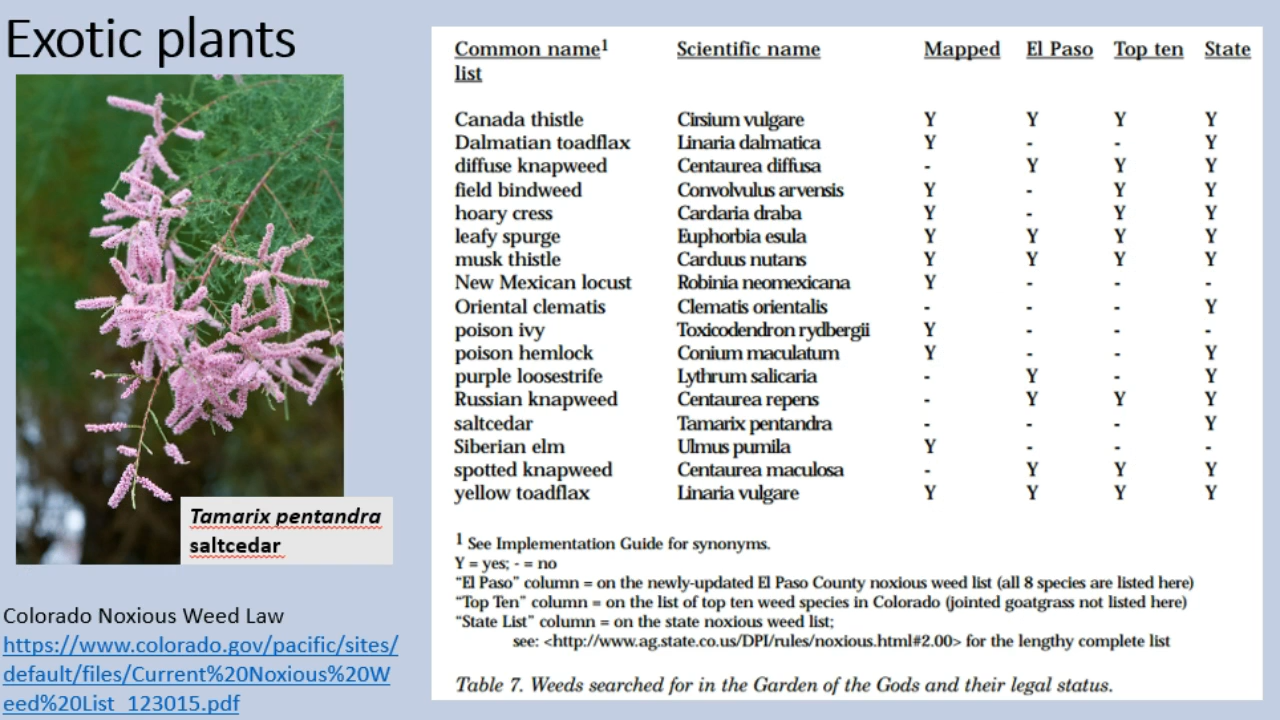 Exotic plants
Tamarix pentandra
saltcedar
Colorado Noxious Weed Law
https://www.colorado.gov/pacific/sites/
default/files/Current%20Noxious%20W
eed%20List_123015.pdf
Common name1 Scientific name Mapped El Paso Top ten State
list
Canada thistle Cirsium vulgare Y Y Y Y
Dalmatian toadflax Linaria dalmatica Y - - Y
diffuse knapweed Centaurea diffusa - Y Y Y
field bindweed Convolvulus arvensis Y - Y Y
hoary cress Cardaria draba Y - Y Y
leafy spurge Euphorbia esula Y Y Y Y
musk thistle Carduus nutans Y Y Y Y
New Mexican locust Robinia neomexicana Y - - -
Oriental clematis Clematis orientalis - - - Y
poison ivy Toxicodendron rydbergii Y - - -
poison hemlock Conium maculatum Y - - Y
purple loosestrife Lythrum salicaria - Y - Y
Russian knapweed Centaurea repens - Y Y Y
saltcedar Tamarix pentandra - - - Y
Siberian elm Ulmus pumila Y - - -
spotted knapweed Centaurea maculosa - Y Y Y
yellow toadflax Linaria vulgare Y Y Y Y
1 See Implementation Guide for synonyms.
Y = yes; - = no
“El Paso” column = on the newly-updated El Paso County noxious weed list (all 8 species are listed here)
“Top Ten” column = on the list of top ten weed species in Colorado (jointed goatgrass not listed here)
“State List” column = on the state noxious weed list;
see: <http://www.ag.state.co.us/DPI/rules/noxious.html#2.00> for the lengthy complete list
Table 7. Weeds searched for in the Garden of the Gods and their legal status.